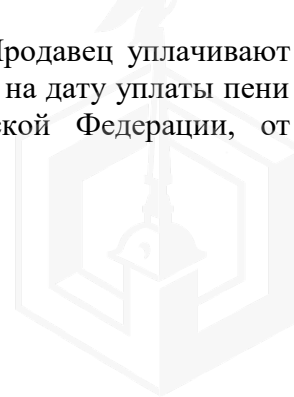 Продавец уплачивают
на дату уплаты пени
ской Федерации, от